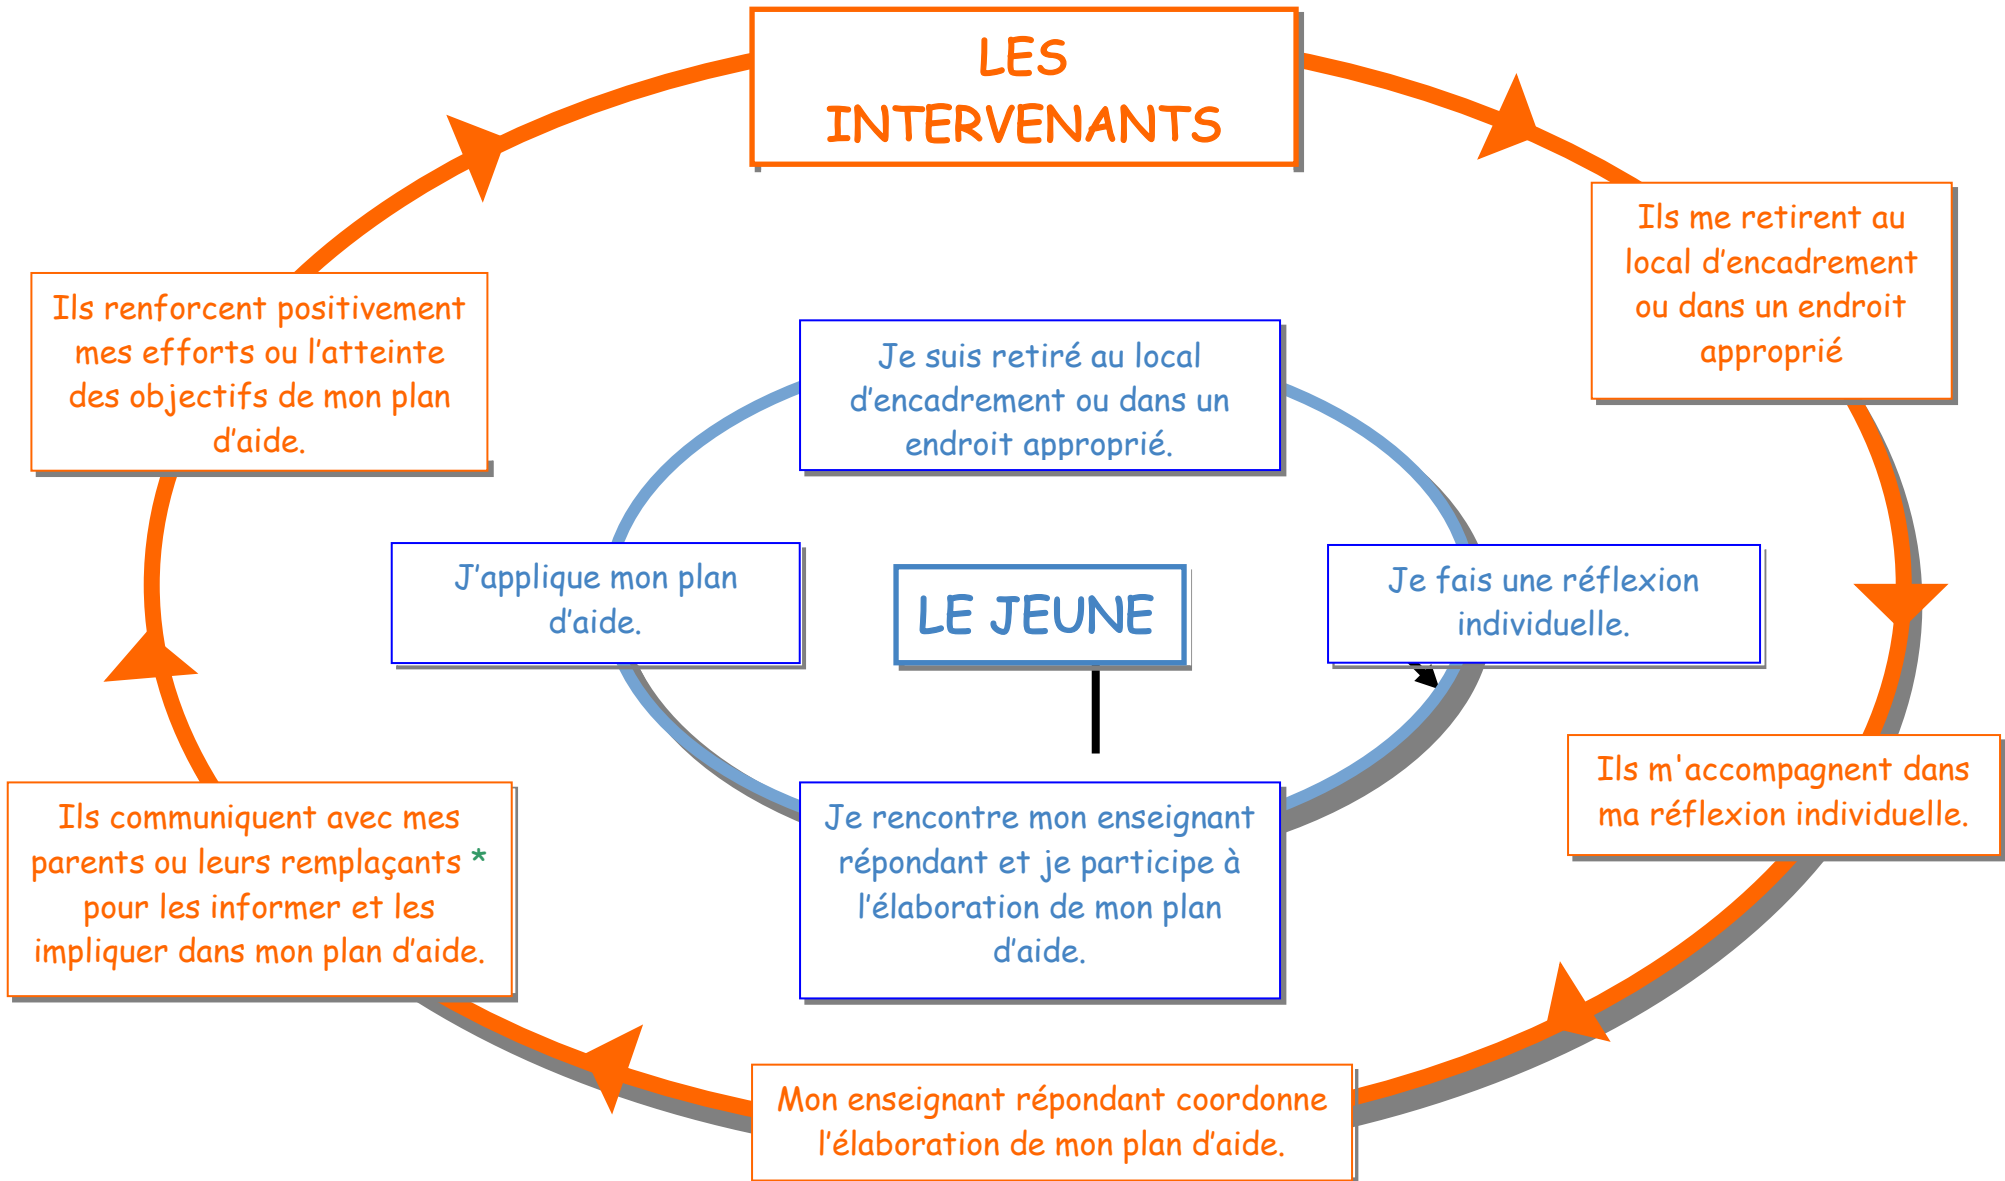 LES
INTERVENANTS
Ils me retirent au
local d’encadrement
ou dans un endroit
approprié
Ils renforcent positivement
mes efforts ou l’atteinte
des objectifs de mon plan
d’aide.
Je suis retiré au local
d’encadrement ou dans un
endroit approprié.
J’applique mon plan
d’aide.
LE JEUNE
Je fais une réflexion
individuelle.
Ils m'accompagnent dans
ma réflexion individuelle.
Ils communiquent avec mes
parents ou leurs remplaçants *
pour les informer et les
impliquer dans mon plan d’aide.
Je rencontre mon enseignant
répondant et je participe à
l’élaboration de mon plan
d’aide.
Mon enseignant répondant coordonne
l’élaboration de mon plan d’aide.